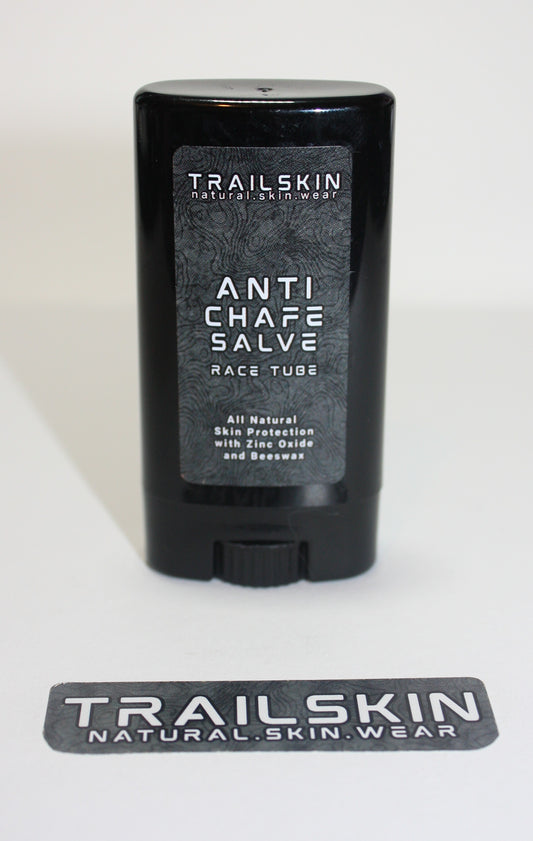 TRAILSKIN
natural.skin.wear
ANTI
CHAFE
SALVE
RACE TUBE
All Natural
Skin Protection
with Zinc Oxide
and Beeswax
TRAILSKIN
NATURAL.SKIN.WEAR